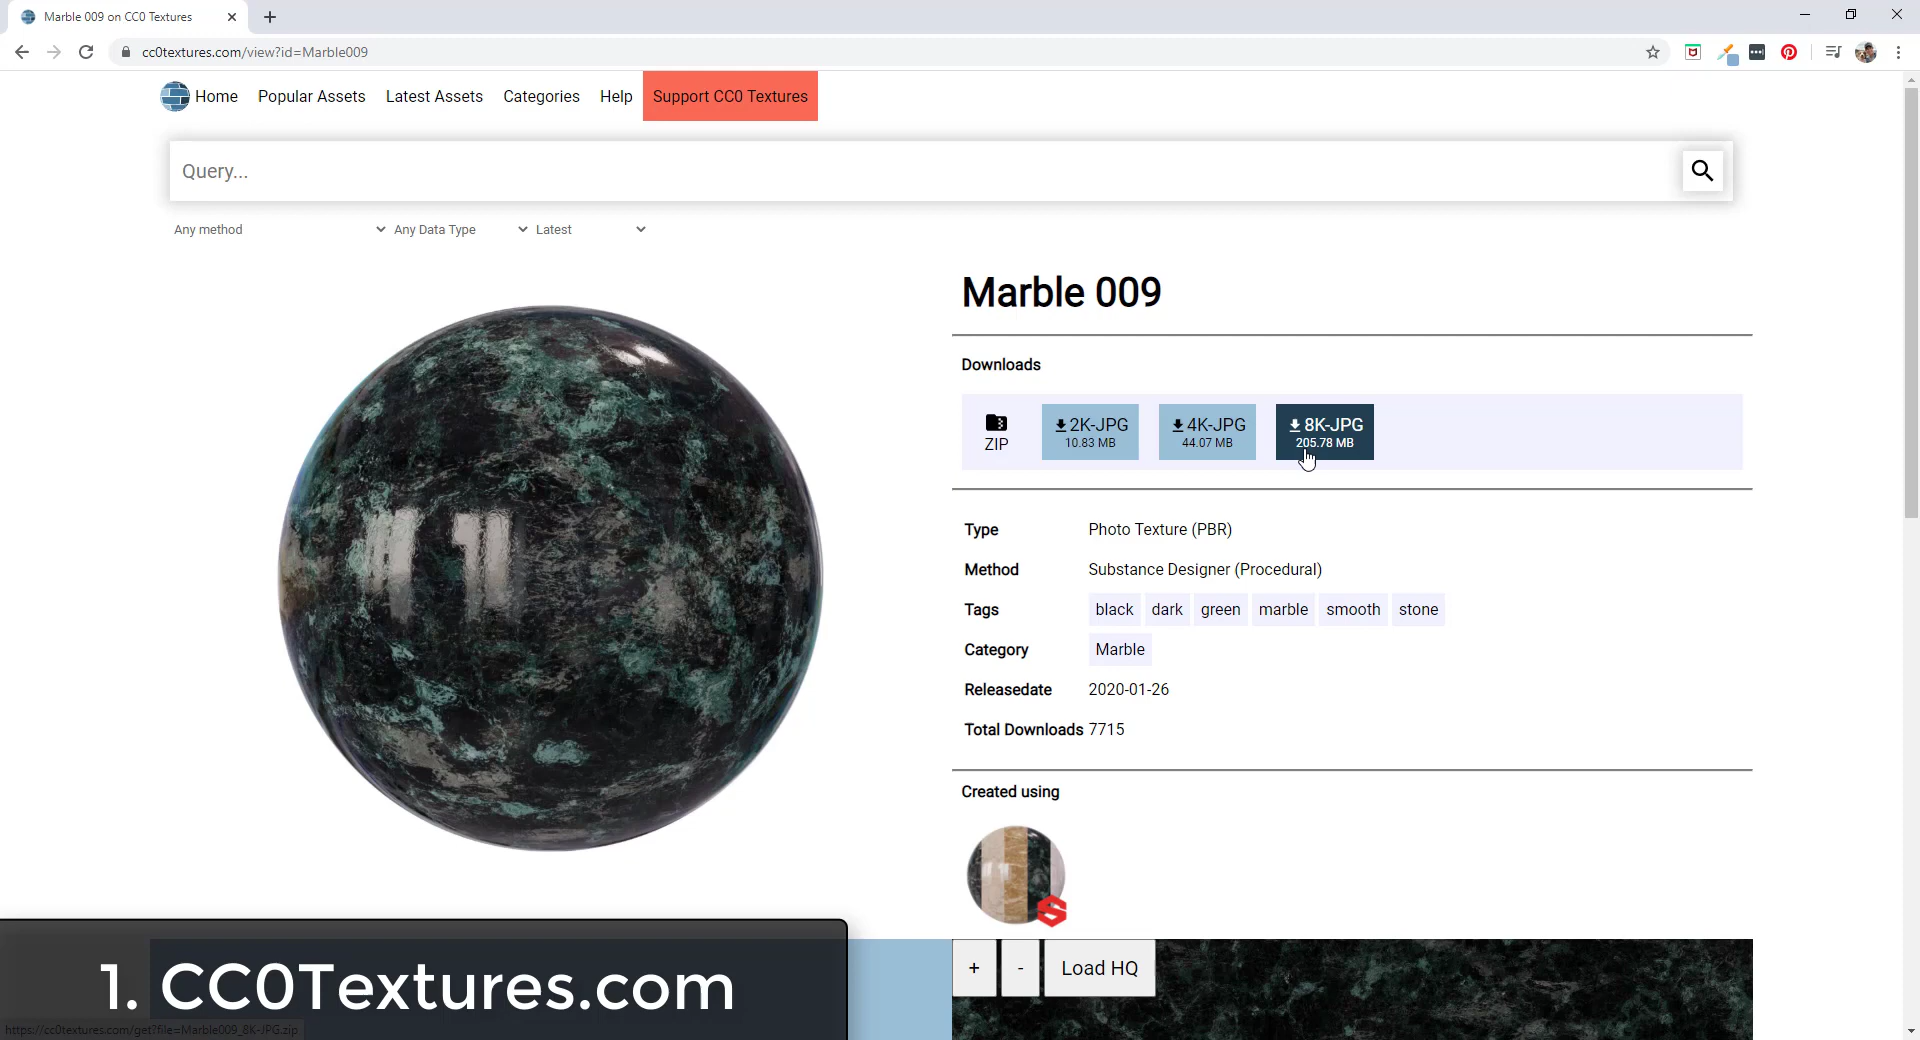 Marble 009 on CC0 Textures
cc0textures.com/view?id=Marble009
Home Popular Assets Latest Assets Categories Help Support CC0 Textures
Query...
Any method Any Data Type Latest
Marble 009
Downloads
ZIP
2K-JPG
10.83 MB
4K-JPG
44.07 MB
8K-JPG
205.78 MB
Type Photo Texture (PBR)
Method Substance Designer (Procedural)
Tags black dark green marble smooth stone
Category Marble
Releasedate 2020-01-26
Total Downloads 7715
Created using
+ - Load HQ
1. CC0Textures.com
https://cc0textures.com/get?file=Marble009_8K-JPG.zip